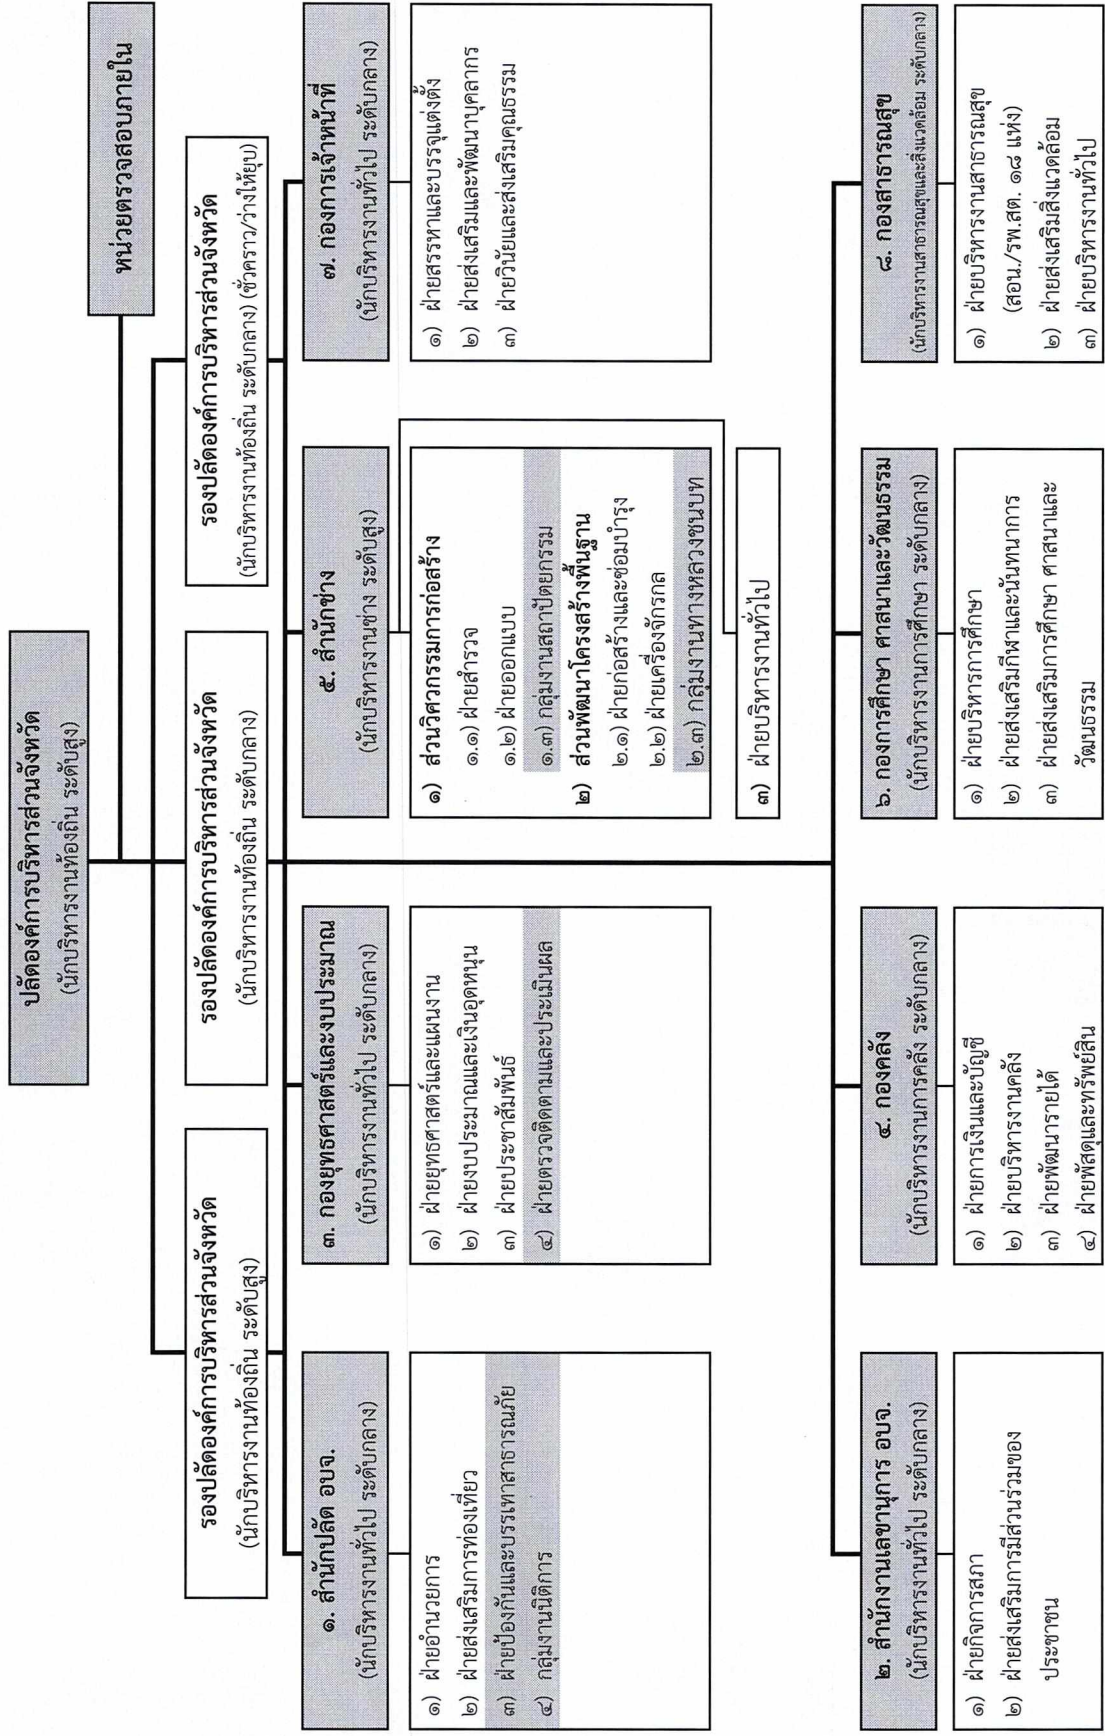 ปลัดองค์การบริหารส่วนจังหวัด
(นักบริหารงานท้องถิ่น ระดับสูง)
หน่วยตรวจสอบภายใน
รองปลัดองค์การบริหารส่วนจังหวัด
(นักบริหารงานท้องถิ่น ระดับสูง)
รองปลัดองค์การบริหารส่วนจังหวัด
(นักบริหารงานท้องถิ่น ระดับกลาง)
รองปลัดองค์การบริหารส่วนจังหวัด
(นักบริหารงานท้องถิ่น ระดับกลาง) (ชั่วคราว/ว่างให้ยุบ)
๑. สำนักปลัด อบจ.
(นักบริหารงานทั่วไป ระดับกลาง)
๑) ฝ่ายอำนวยการ
๒) ฝ่ายส่งเสริมการท่องเที่ยว
๓) ฝ่ายป้องกันและบรรเทาสาธารณภัย
๔) กลุ่มงานนิติการ
๓. กองยุทธศาสตร์และงบประมาณ
(นักบริหารงานทั่วไป ระดับกลาง)
๑) ฝ่ายยุทธศาสตร์และแผนงาน
๒) ฝ่ายงบประมาณและเงินอุดหนุน
๓) ฝ่ายประชาสัมพันธ์
๔) ฝ่ายตรวจติดตามและประเมินผล
๕. สำนักช่าง
(นักบริหารงานช่าง ระดับสูง)
๑) ส่วนวิศวกรรมการก่อสร้าง
๑.๑) ฝ่ายสำรวจ
๑.๒) ฝ่ายออกแบบ
๑.๓) กลุ่มงานสถาปัตยกรรม
๒) ส่วนพัฒนาโครงสร้างพื้นฐาน
๒.๑) ฝ่ายก่อสร้างและซ่อมบำรุง
๒.๒) ฝ่ายเครื่องจักรกล
๒.๓) กลุ่มงานทางหลวงชนบท
๓) ฝ่ายบริหารงานทั่วไป
๗. กองการเจ้าหน้าที่
(นักบริหารงานทั่วไป ระดับกลาง)
๑) ฝ่ายสรรหาและบรรจุแต่งตั้ง
๒) ฝ่ายส่งเสริมและพัฒนาบุคลากร
๓) ฝ่ายวินัยและส่งเสริมคุณธรรม
๒. สำนักงานเลขานุการ อบจ.
(นักบริหารงานทั่วไป ระดับกลาง)
๑) ฝ่ายกิจการสภา
๒) ฝ่ายส่งเสริมการมีส่วนร่วมของ
ประชาชน
๔. กองคลัง
(นักบริหารงานการคลัง ระดับกลาง)
๑) ฝ่ายการเงินและบัญชี
๒) ฝ่ายบริหารงานคลัง
๓) ฝ่ายพัฒนารายได้
๔) ฝ่ายพัสดุและทรัพย์สิน
๖. กองการศึกษา ศาสนาและวัฒนธรรม
(นักบริหารงานการศึกษา ระดับกลาง)
๑) ฝ่ายบริหารการศึกษา
๒) ฝ่ายส่งเสริมกีฬาและนันทนาการ
๓) ฝ่ายส่งเสริมการศึกษา ศาสนาและ
วัฒนธรรม
๘. กองสาธารณสุข
(นักบริหารงานสาธารณสุขและสิ่งแวดล้อม ระดับกลาง)
๑) ฝ่ายบริหารงานสาธารณสุข
(สอน./รพ.สต. ๑๘ แห่ง)
๒) ฝ่ายส่งเสริมสิ่งแวดล้อม
๓) ฝ่ายบริหารงานทั่วไป